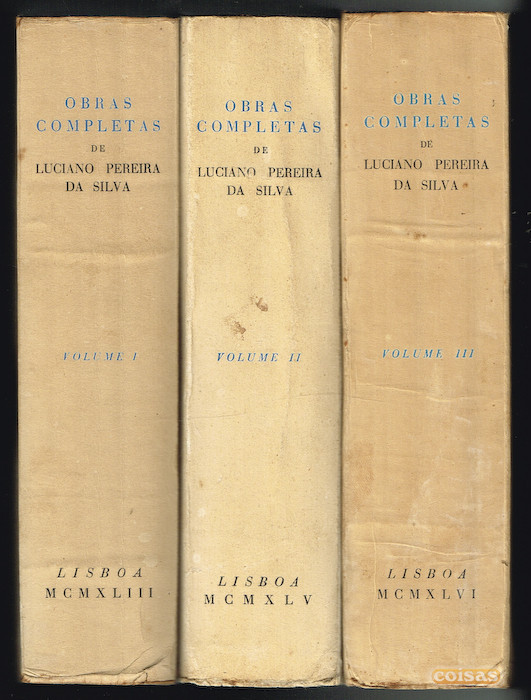 OBRAS
COMPLETAS
DE
LUCIANO PEREIRA
DA SILVA
VOLUME I
LISBOA
MCMXLIII
OBRAS
COMPLETAS
DE
LUCIANO PEREIRA
DA SILVA
VOLUME II
LISBOA
MCMXLV
OBRAS
COMPLETAS
DE
LUCIANO PEREIRA
DA SILVA
VOLUME III
LISBOA
MCMXLVI
coisas